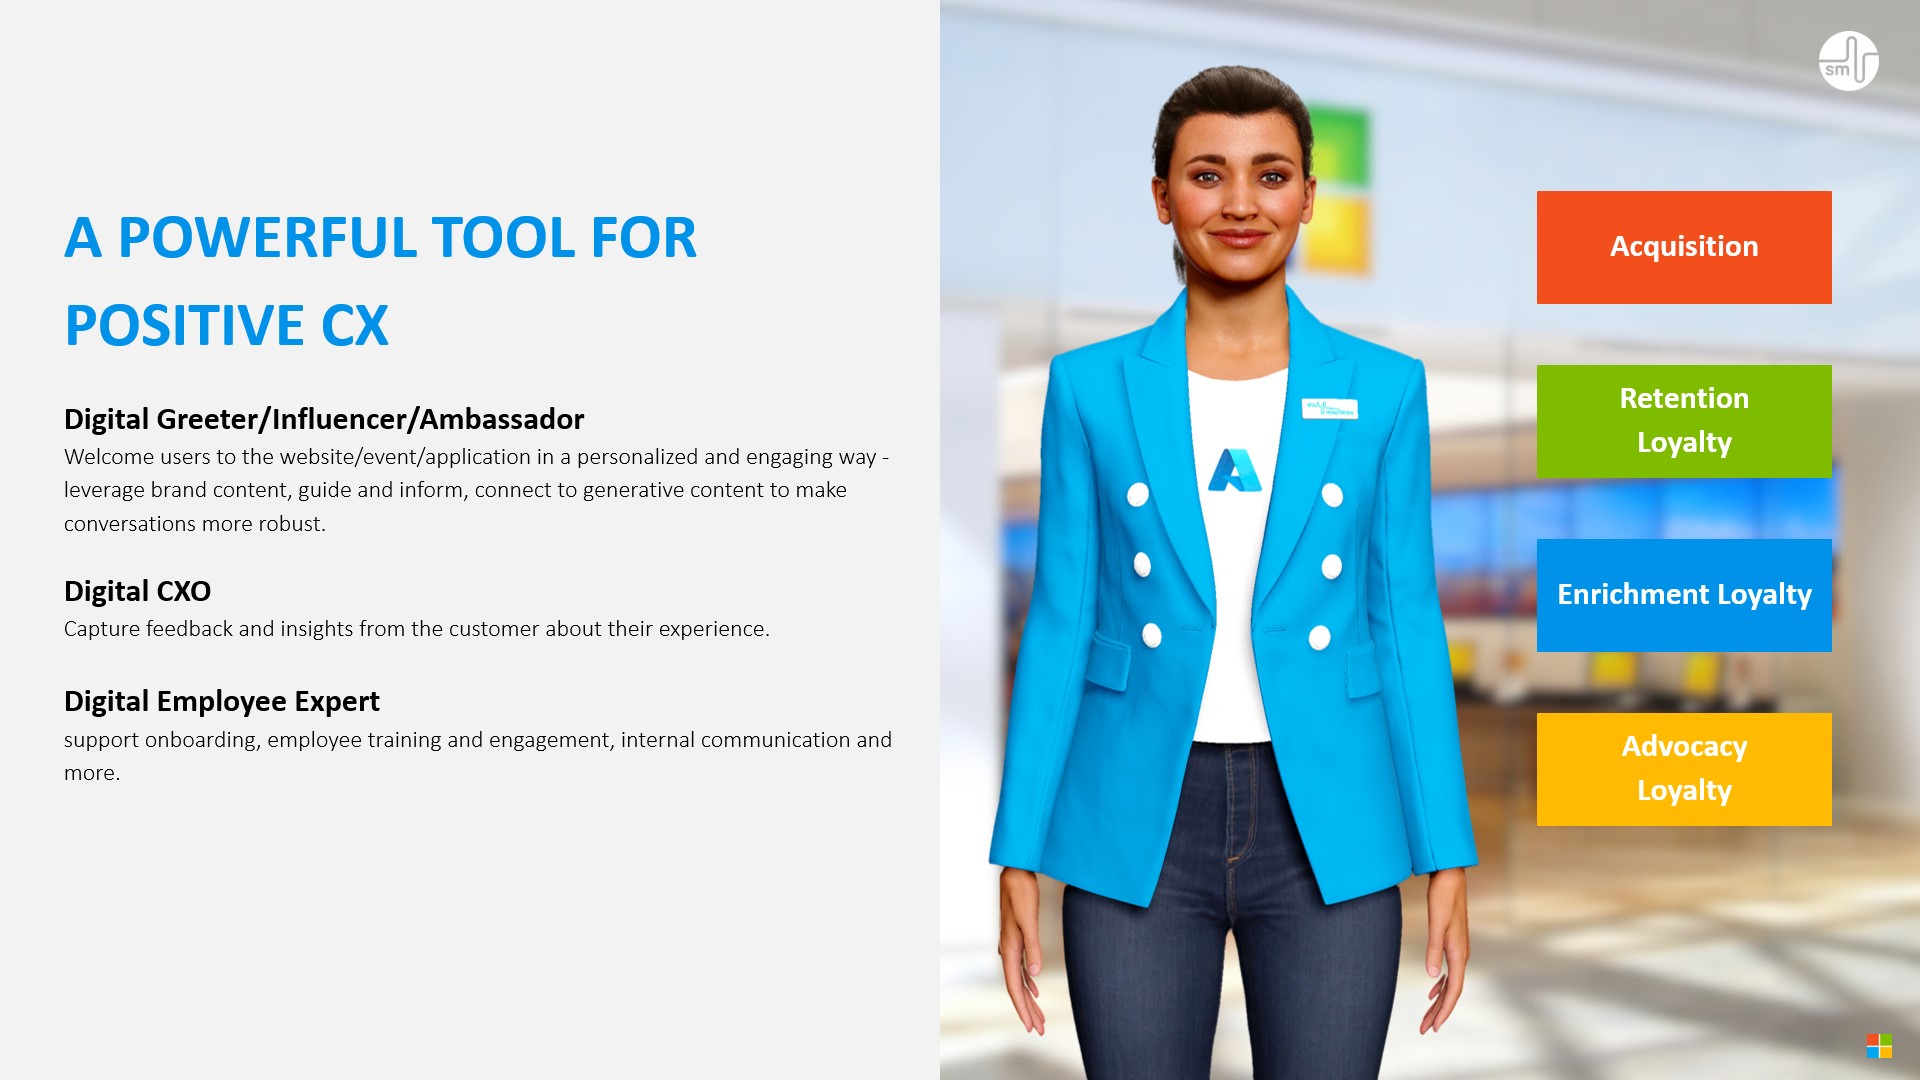 A POWERFUL TOOL FOR
POSITIVE CX
Digital Greeter/Influencer/Ambassador
Welcome users to the website/event/application in a personalized and engaging way -
leverage brand content, guide and inform, connect to generative content to make
conversations more robust.
Digital CXO
Capture feedback and insights from the customer about their experience.
Digital Employee Expert
support onboarding, employee training and engagement, internal communication and
more.
sm
Acquisition
Retention
Loyalty
Enrichment Loyalty
Advocacy
Loyalty